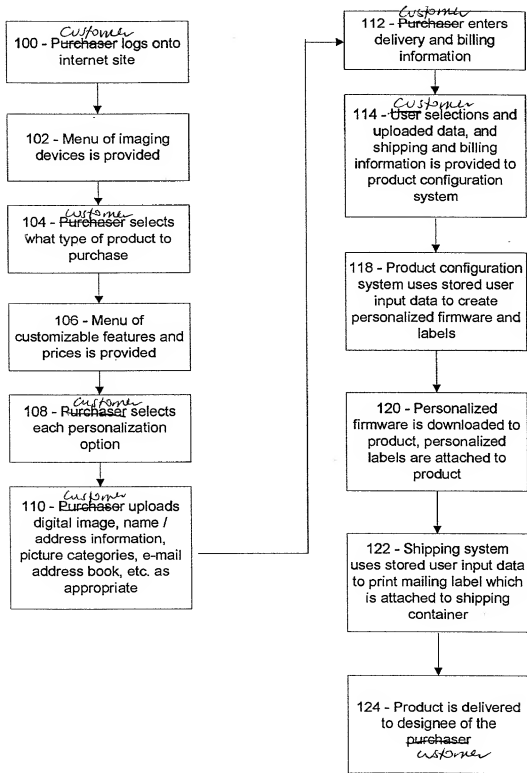 Customer
100 - Purchaser logs onto
internet site
102 - Menu of imaging
devices is provided
Customer
104 - Purchaser selects
what type of product to
purchase
106 - Menu of
customizable features and
prices is provided
Customer
108 - Purchaser selects
each personalization
option
Customer
110 - Purchaser uploads
digital image, name /
address information,
picture categories, e-mail
address book, etc. as
appropriate
Customer
112 - Purchaser enters
delivery and billing
information
Customer
114 - User selections and
uploaded data, and
shipping and billing
information is provided to
product configuration
system
118 - Product configuration
system uses stored user
input data to create
personalized firmware and
labels
120 - Personalized
firmware is downloaded to
product, personalized
labels are attached to
product
122 - Shipping system
uses stored user input data
to print mailing label which
is attached to shipping
container
124 - Product is delivered
to designee of the
purchaser
customer